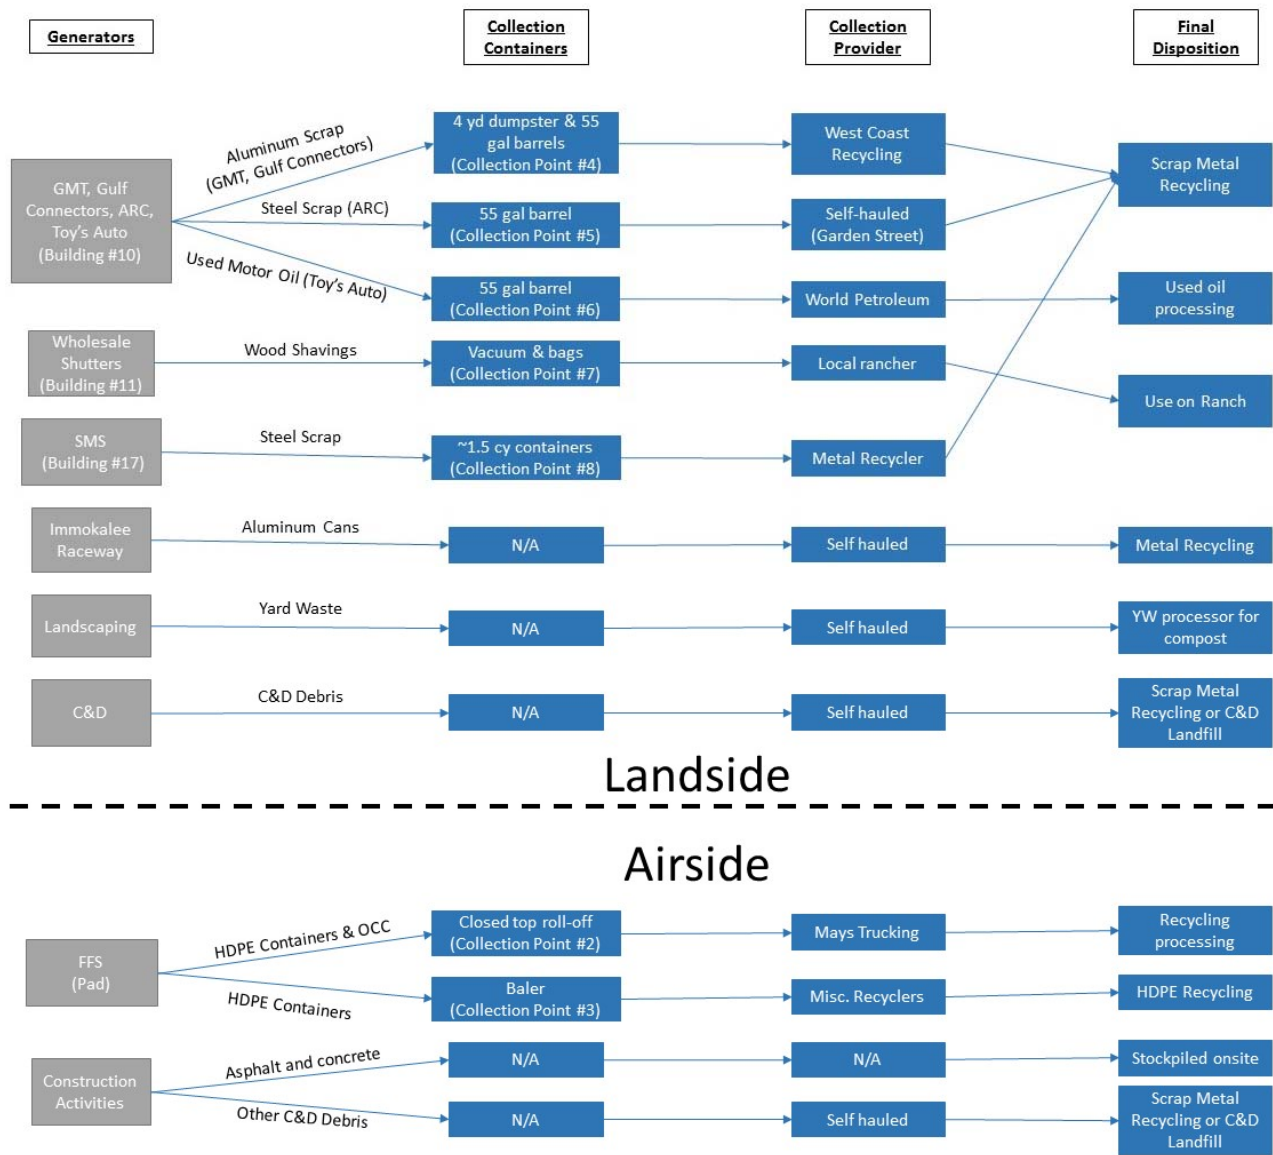 Generators
Collection
Containers
Collection
Provider
Final
Disposition
GMT, Gulf
Connectors, ARC,
Toy's Auto
(Building #10)
Aluminum Scrap
(GMT, Gulf Connectors)
4 yd dumpster & 55
gal barrels
(Collection Point #4)
West Coast
Recycling
Scrap Metal
Recycling
Steel Scrap (ARC)
55 gal barrel
(Collection Point #5)
Self-hauled
(Garden Street)
Used Motor Oil (Toy's Auto)
55 gal barrel
(Collection Point #6)
World Petroleum
Used oil
processing
Wholesale
Shutters
(Building #11)
Wood Shavings
Vacuum & bags
(Collection Point #7)
Local rancher
Use on Ranch
SMS
(Building #17)
Steel Scrap
~1.5 cy containers
(Collection Point #8)
Metal Recycler
Immokalee
Raceway
Aluminum Cans
N/A
Self hauled
Metal Recycling
Landscaping
Yard Waste
N/A
Self hauled
YW processor for
compost
C&D
C&D Debris
N/A
Self hauled
Scrap Metal
Recycling or C&D
Landfill
Landside
Airside
FFS
(Pad)
HDPE Containers & OCC
Closed top roll-off
(Collection Point #2)
Mays Trucking
Recycling
processing
HDPE Containers
Baler
(Collection Point #3)
Misc. Recyclers
HDPE Recycling
Construction
Activities
Asphalt and concrete
N/A
N/A
Stockpiled onsite
Other C&D Debris
N/A
Self hauled
Scrap Metal
Recycling or C&D
Landfill